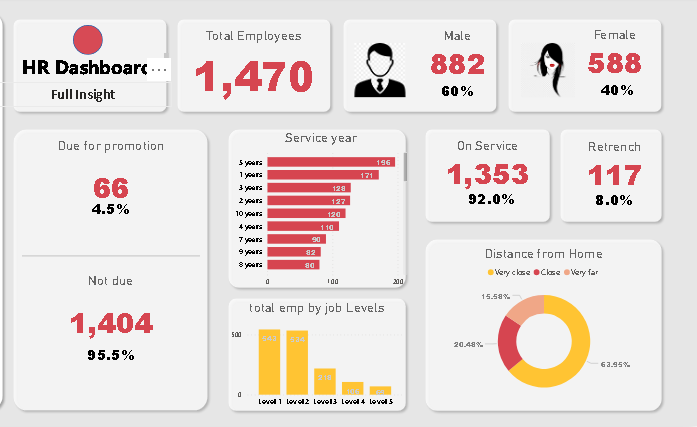 HR Dashboard
Full Insight
Total Employees
1,470
Male
882
60%
Female
588
40%
Due for promotion
66
4.5%
Not due
1,404
95.5%
Service year
5 years 196
1 years 171
3 years 128
2 years 127
10 years 120
4 years 110
7 years 90
9 years 82
8 years 80
0 100 200
total emp by job Levels
500
0
Level 1 Level 2 Level 3 Level 4 Level 5
On Service
1,353
92.0%
Retrench
117
8.0%
Distance from Home
Very close Close Very far
15.58%
20.48%
63.95%